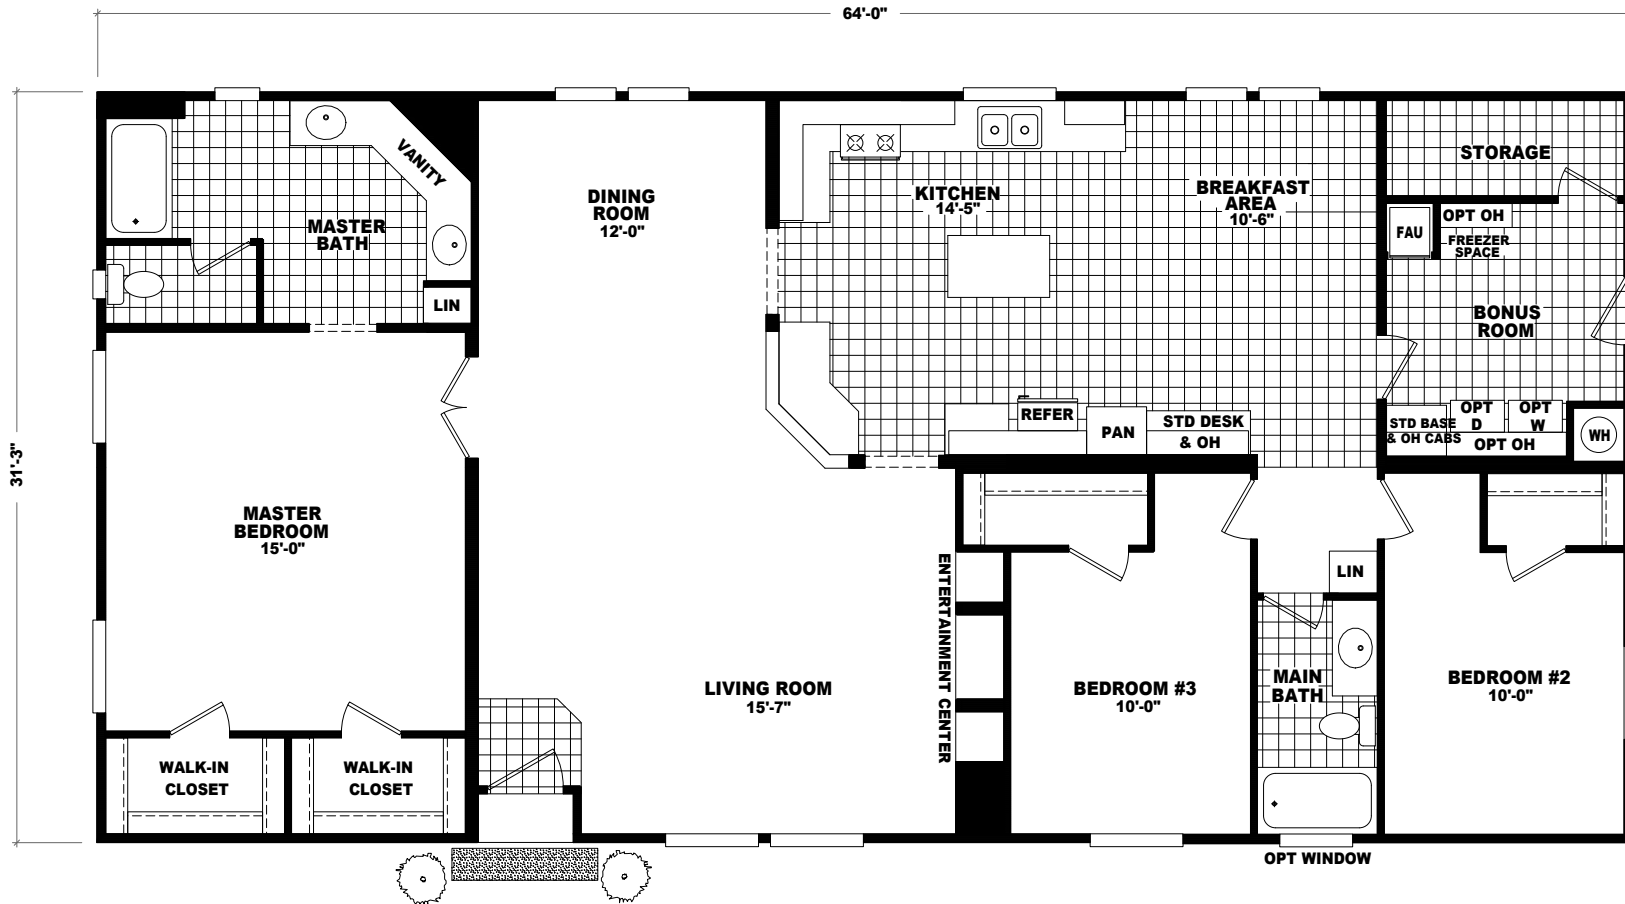 64'-0"
31'-3"
VANITY
MASTER
BATH
LIN
DINING
ROOM
12'-0"
KITCHEN
14'-5"
BREAKFAST
AREA
10'-6"
STORAGE
FAU
OPT OH
FREEZER
SPACE
BONUS
ROOM
REFER
PAN
STD DESK
& OH
STD BASE
& OH CABS
OPT
D
OPT
W
OPT OH
WH
MASTER
BEDROOM
15'-0"
WALK-IN
CLOSET
WALK-IN
CLOSET
LIVING ROOM
15'-7"
ENTERTAINMENT CENTER
BEDROOM #3
10'-0"
LIN
MAIN
BATH
BEDROOM #2
10'-0"
OPT WINDOW